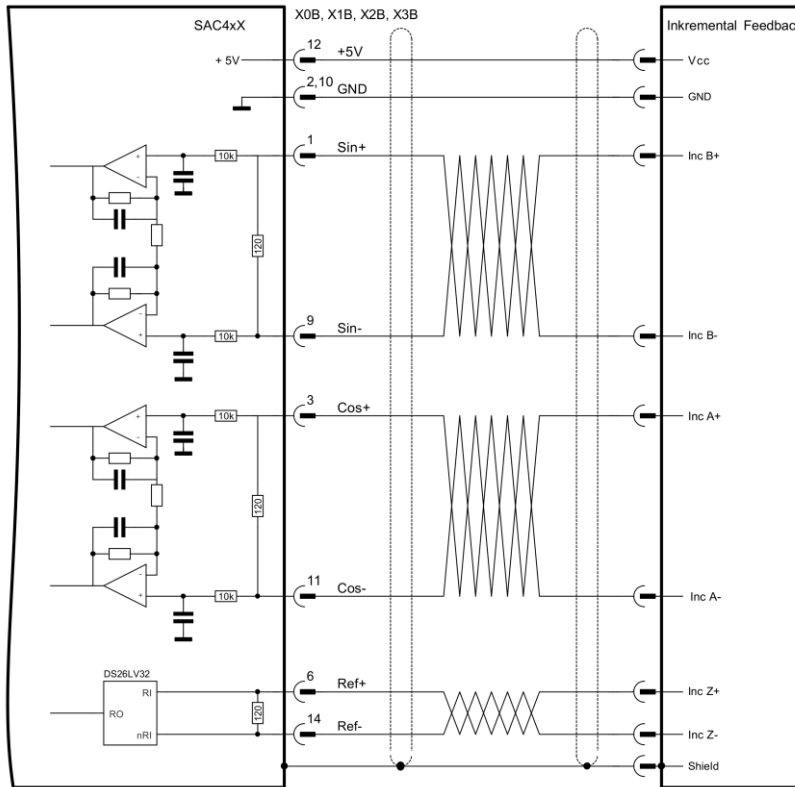 X0B, X1B, X2B, X3B
SAC4xX
Inkremental Feedback
12
+5V
+ 5V
Vcc
2,10
GND
GND
1
Sin+
Inc B+
+
10k
-
120
-
+
10k
9
Sin-
Inc B-
3
Cos+
Inc A+
+
10k
-
120
-
+
10k
11
Cos-
Inc A-
DS26LV32
6
Ref+
Inc Z+
RI
RO
120
nRI
14
Ref-
Inc Z-
Shield